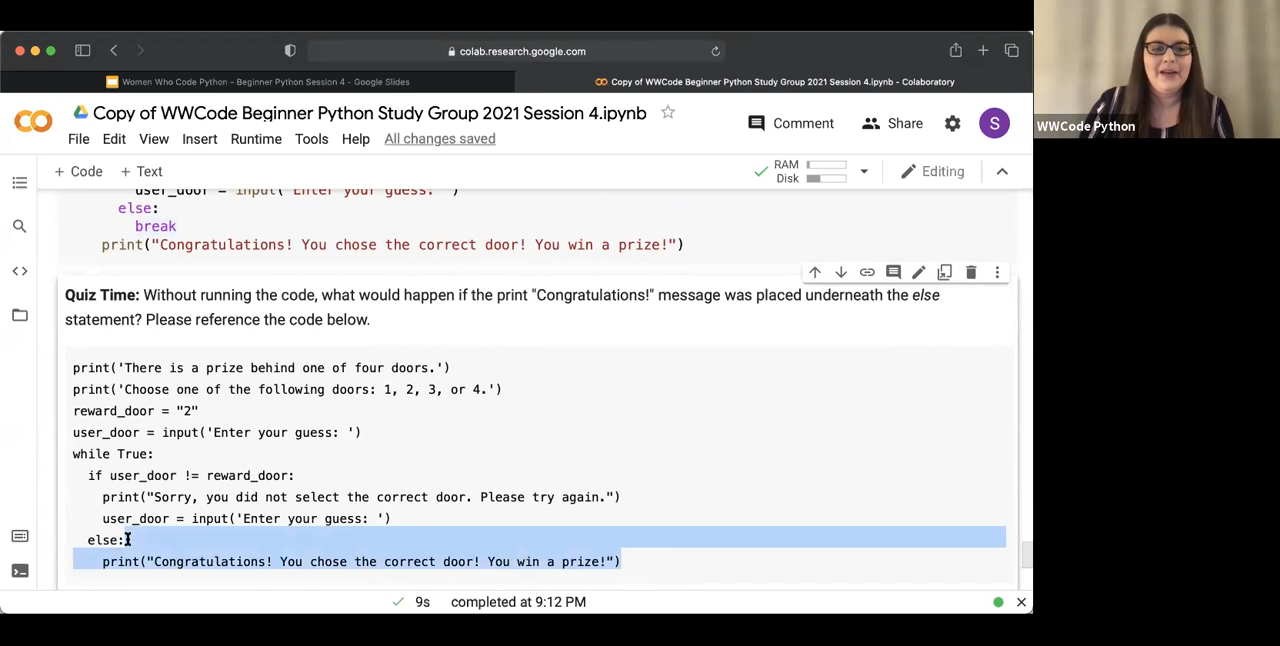 colab.research.google.com
Women Who Code Python - Beginner Python Session 4 - Google Slides
Copy of WWCode Beginner Python Study Group 2021 Session 4.ipynb - Colaboratory
WWCode Python
Copy of WWCode Beginner Python Study Group 2021 Session 4.ipynb
File Edit View Insert Runtime Tools Help All changes saved
Comment Share S
+ Code + Text
RAM
Disk
Editing
user_door = input('Enter your guess: ')
else:
break
print("Congratulations! You chose the correct door! You win a prize!")
Quiz Time: Without running the code, what would happen if the print "Congratulations!" message was placed underneath the else
statement? Please reference the code below.
print('There is a prize behind one of four doors.')
print('Choose one of the following doors: 1, 2, 3, or 4.')
reward_door = "2"
user_door = input('Enter your guess: ')
while True:
if user_door != reward_door:
print("Sorry, you did not select the correct door. Please try again.")
user_door = input('Enter your guess: ')
else:
print("Congratulations! You chose the correct door! You win a prize!")
9s completed at 9:12 PM